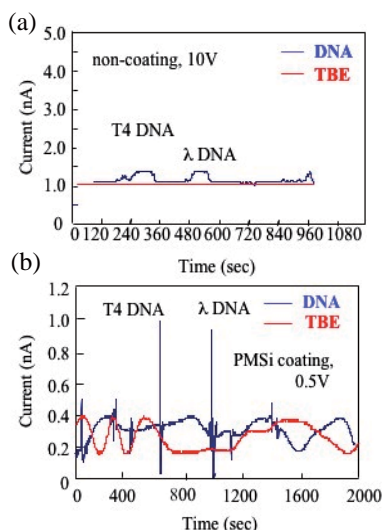 (a)
5.0
4.0
3.0
2.0
1.0
0
Current (nA)
non-coating, 10V
DNA
TBE
T4 DNA
λ DNA
0 120 240 360 480 600 720 840 960 1080
Time (sec)
(b)
1.2
1.0
0.8
0.6
0.4
0.2
0.0
Current (nA)
DNA
TBE
T4 DNA
λ DNA
PMSi coating,
0.5V
0 400 800 1200 1600 2000
Time (sec)